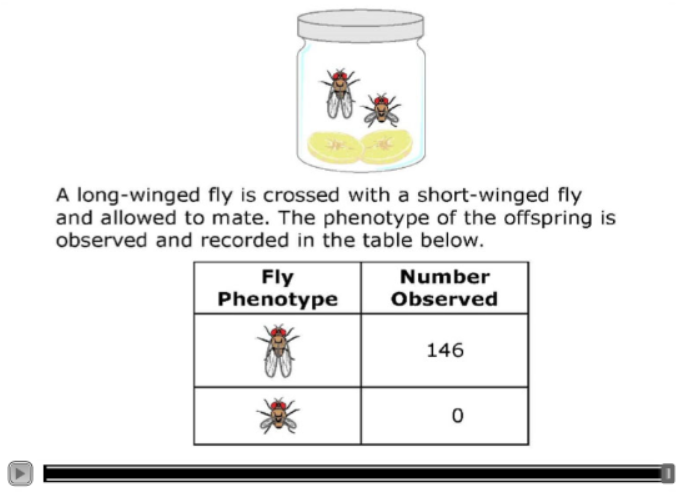 A long-winged fly is crossed with a short-winged fly
and allowed to mate. The phenotype of the offspring is
observed and recorded in the table below.
Fly Phenotype Number Observed
146
0